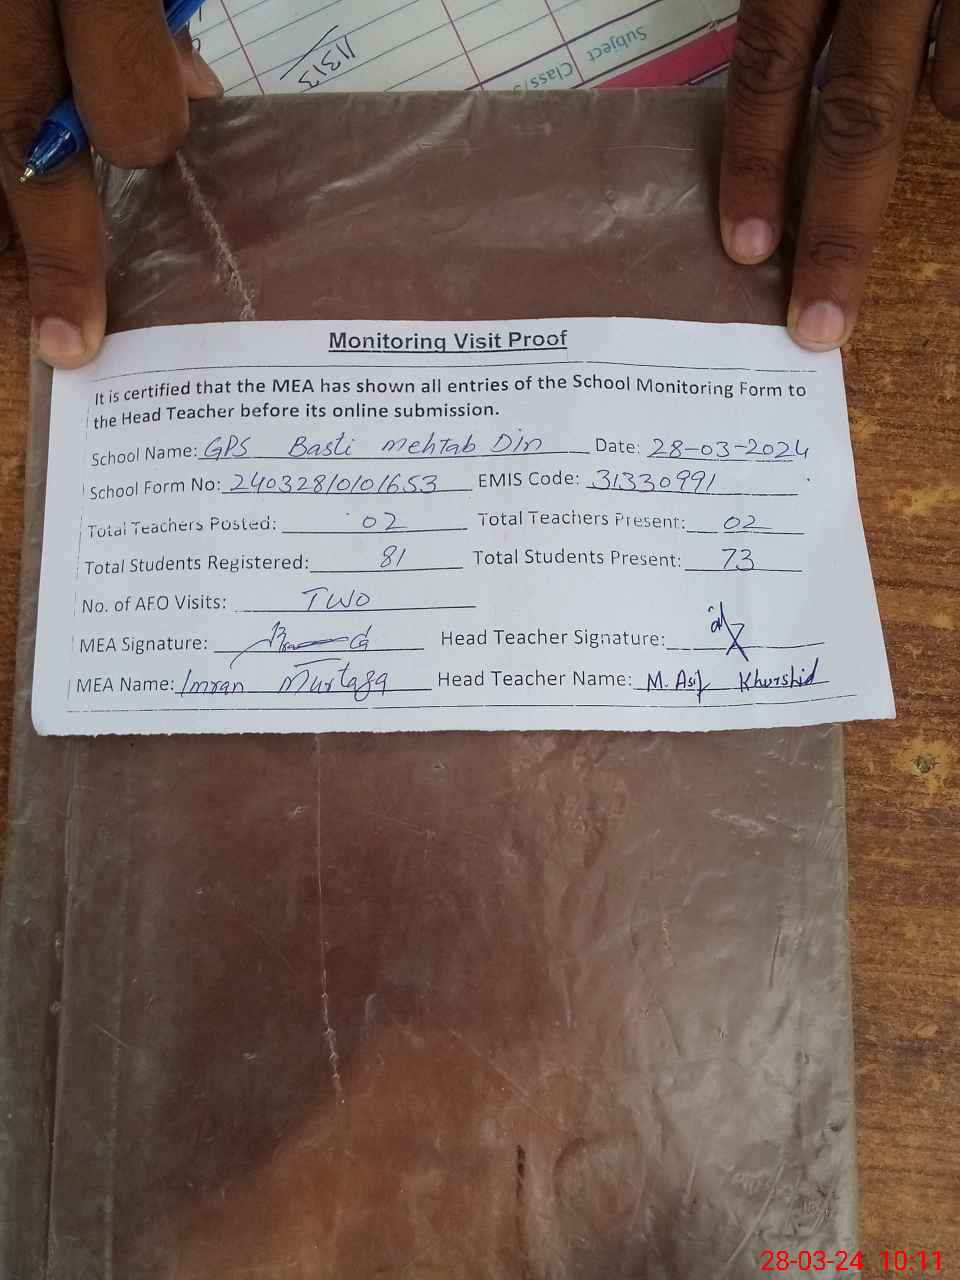 Subject
Class/S
11313
Monitoring Visit Proof
It is certified that the MEA has shown all entries of the School Monitoring Form to
the Head Teacher before its online submission.
School Name: GPS Basti Mehtab Din Date: 28-03-2024
School Form No: 24032810101653 EMIS Code: 31330991
Total Teachers Posted: 02 Total Teachers Present: 02
Total Students Registered: 81 Total Students Present: 73
No. of AEO Visits: TWO
MEA Signature: Head Teacher Signature:
MEA Name: Imran Murtaza Head Teacher Name: M. Asif Khurshid
28-03-24 10:11